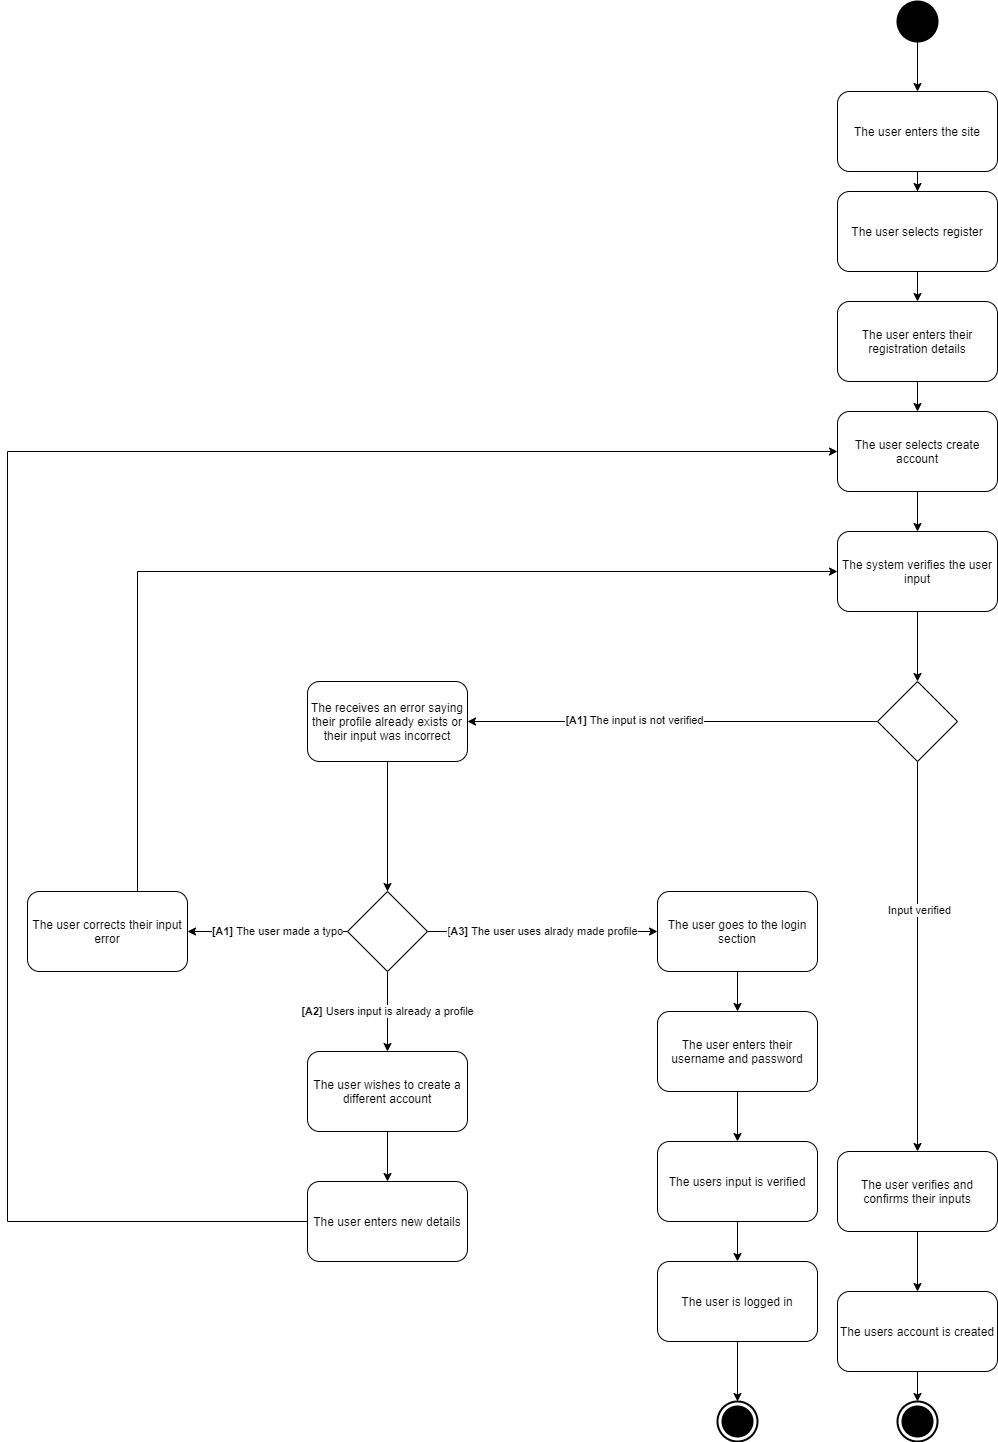 The user enters the site
The user selects register
The user enters their
registration details
The user selects create
account
The system verifies the user
input
The receives an error saying
their profile already exists or
their input was incorrect
[A1] The input is not verified
Input verified
The user corrects their input
error
[A1] The user made a typo
[A3] The user uses alrady made profile
The user goes to the login
section
[A2] Users input is already a profile
The user enters their
username and password
The user wishes to create a
different account
The users input is verified
The user verifies and
confirms their inputs
The user enters new details
The user is logged in
The users account is created